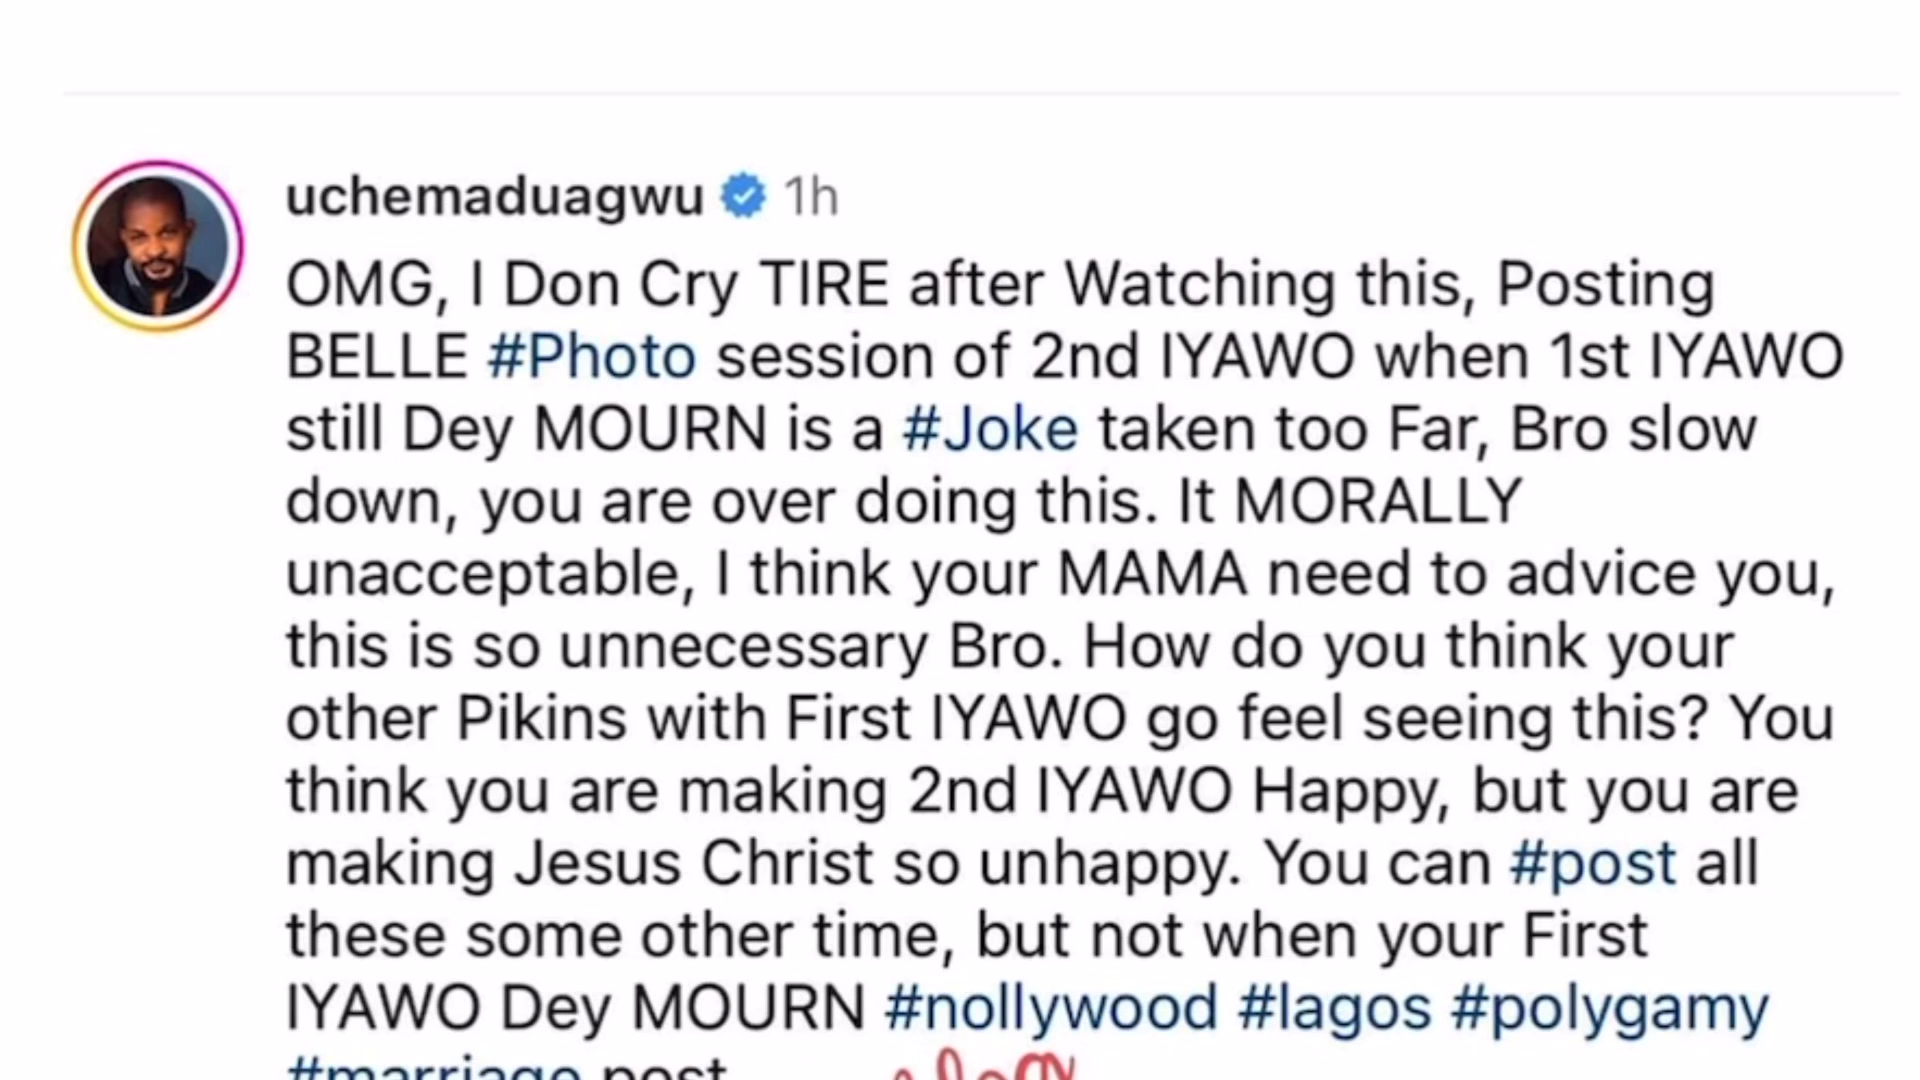 uchemaduagwu 1h
OMG, I Don Cry TIRE after Watching this, Posting
BELLE #Photo session of 2nd IYAWO when 1st IYAWO
still Dey MOURN is a #Joke taken too Far, Bro slow
down, you are over doing this. It MORALLY
unacceptable, I think your MAMA need to advice you,
this is so unnecessary Bro. How do you think your
other Pikins with First IYAWO go feel seeing this? You
think you are making 2nd IYAWO Happy, but you are
making Jesus Christ so unhappy. You can #post all
these some other time, but not when your First
IYAWO Dey MOURN #nollywood #lagos #polygamy
#marriage post